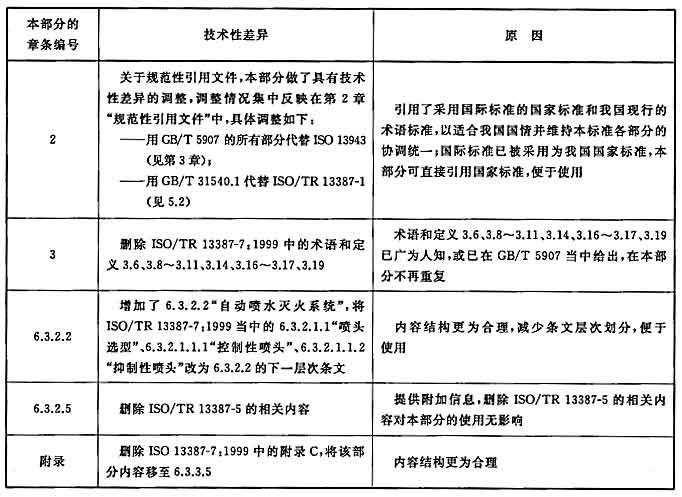 本部分的
章条编号
技术性差异
原 因
2
关于规范性引用文件,本部分做了具有技术
性差异的调整,调整情况集中反映在第 2 章
“规范性引用文件”中,具体调整如下:
——用 GB/T 5907 的所有部分代替 ISO 13943
(见第 3 章);
——用 GB/T 31540.1 代替 ISO/TR 13387-1
(见 5.2)
引用了采用国际标准的国家标准和我国现行的
术语标准,以适合我国国情并维持本标准各部分的
协调统一;国际标准已被采用为我国国家标准,本
部分可直接引用国家标准,便于使用
3
删除 ISO/TR 13387-7:1999 中的术语和定
义 3.6、3.8~3.11、3.14、3.16~3.17、3.19
术语和定义 3.6、3.8~3.11、3.14、3.16~3.17、3.19
已广为人知,或已在 GB/T 5907 当中给出,在本部
分不再重复
6.3.2.2
增加了 6.3.2.2“自动喷水灭火系统”,将
ISO/TR 13387-7:1999 当中的 6.3.2.1.1“喷头
选型”、6.3.2.1.1.1“控制性喷头”、6.3.2.1.1.2
“抑制性喷头”改为 6.3.2.2 的下一层次条文
内容结构更为合理,减少条文层次划分,便于
使用
6.3.2.5
删除 ISO/TR 13387-5 的相关内容
提供附加信息,删除 ISO/TR 13387-5 的相关内
容对本部分的使用无影响
附录
删除 ISO 13387-7:1999 中的附录 C,将该部
分内容移至 6.3.3.5
内容结构更为合理